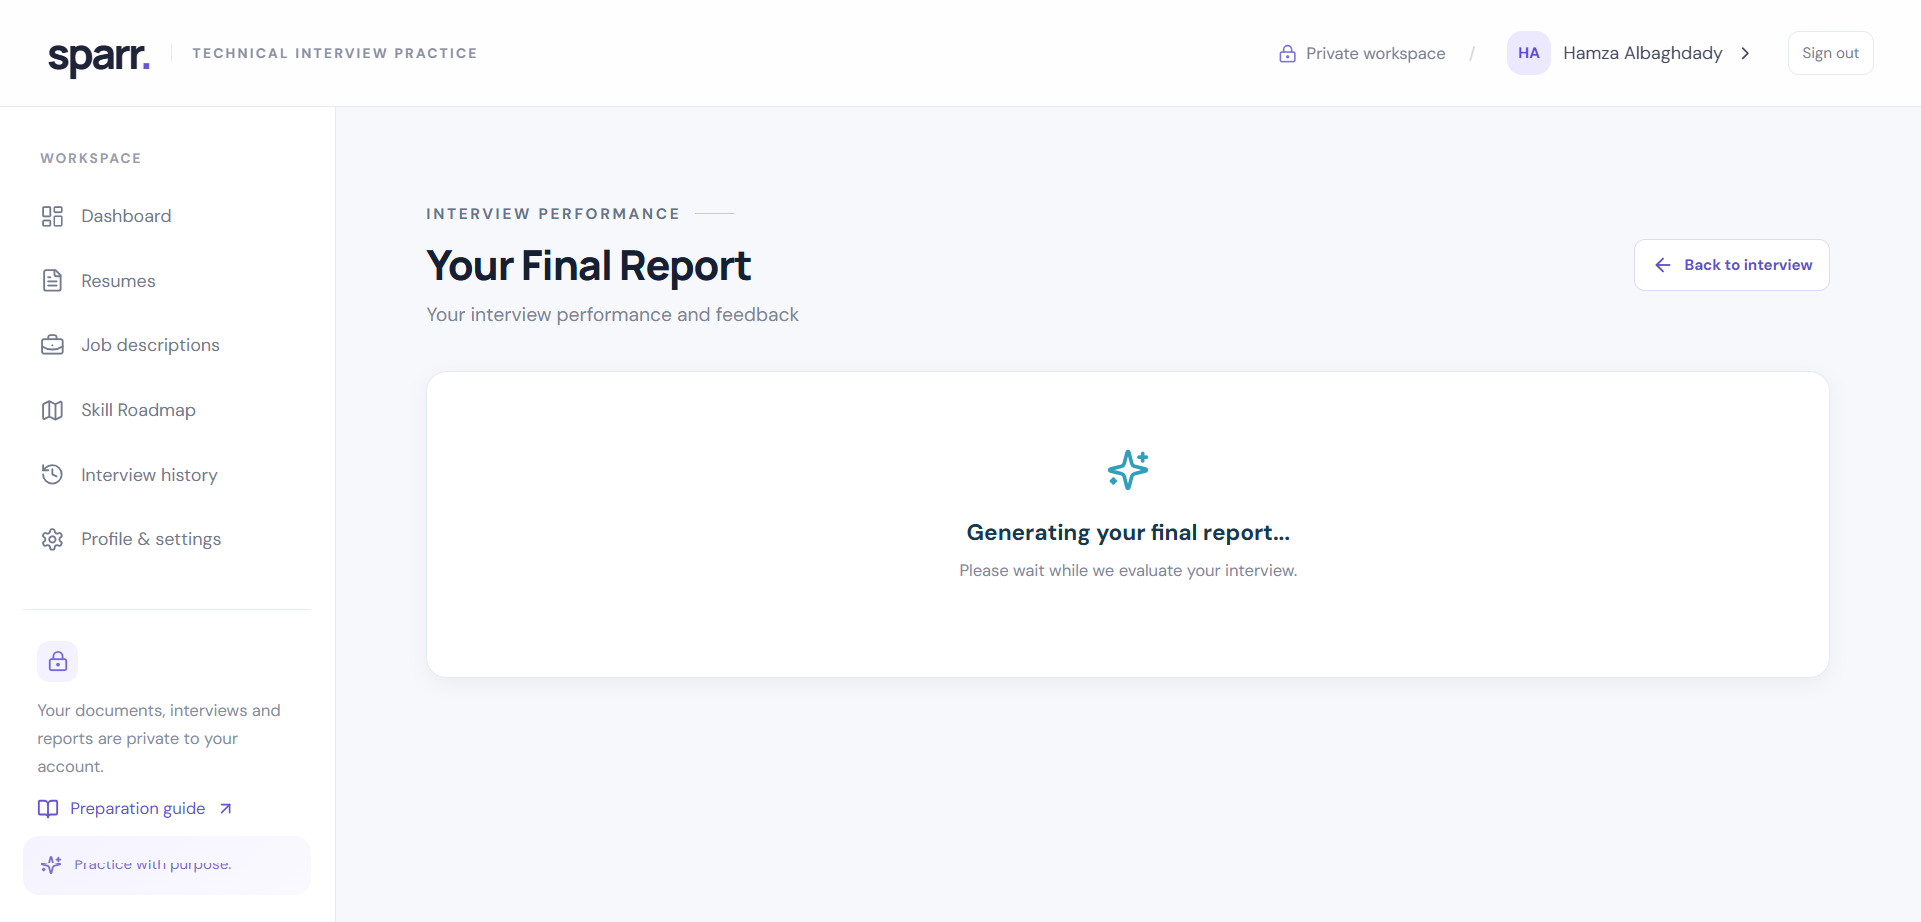 sparr.
TECHNICAL INTERVIEW PRACTICE
Private workspace
/
HA
Hamza Albaghdady
Sign out
WORKSPACE
Dashboard
Resumes
Job descriptions
Skill Roadmap
Interview history
Profile & settings
Your documents, interviews and
reports are private to your
account.
Preparation guide
Practice with purpose.
INTERVIEW PERFORMANCE
Your Final Report
Your interview performance and feedback
Back to interview
Generating your final report...
Please wait while we evaluate your interview.